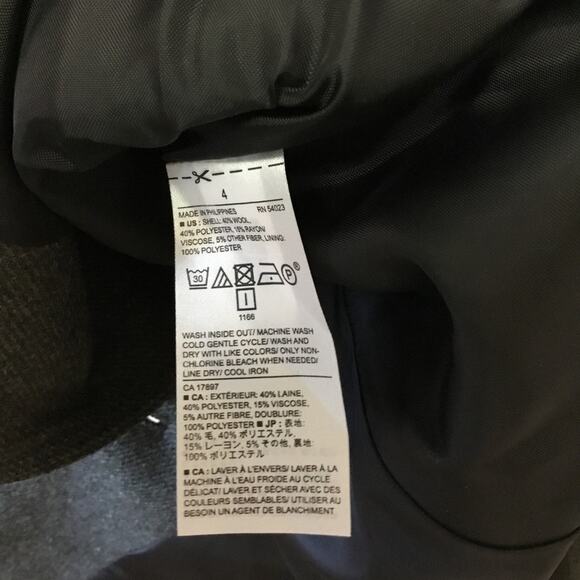 4
MADE IN PHILIPPINES RN 54023
■ US : SHELL: 40% WOOL,
40% POLYESTER, 15% RAYON/
VISCOSE, 5% OTHER FIBER, LINING:
100% POLYESTER
30 P ®
1166
WASH INSIDE OUT/ MACHINE WASH
COLD GENTLE CYCLE/ WASH AND
DRY WITH LIKE COLORS/ ONLY NON-
CHLORINE BLEACH WHEN NEEDED/
LINE DRY/ COOL IRON
CA 17897
■ CA : EXTÉRIEUR: 40% LAINE,
40% POLYESTER, 15% VISCOSE,
5% AUTRE FIBRE, DOUBLURE:
100% POLYESTER ■ JP : 表地:
40% 毛, 40% ポリエステル,
15% レーヨン, 5% その他, 裏地:
100% ポリエステル
■ CA : LAVER À L'ENVERS/ LAVER À LA
MACHINE À L'EAU FROIDE AU CYCLE
DÉLICAT/ LAVER ET SÉCHER AVEC DES
COULEURS SEMBLABLES/ UTILISER AU
BESOIN UN AGENT DE BLANCHIMENT